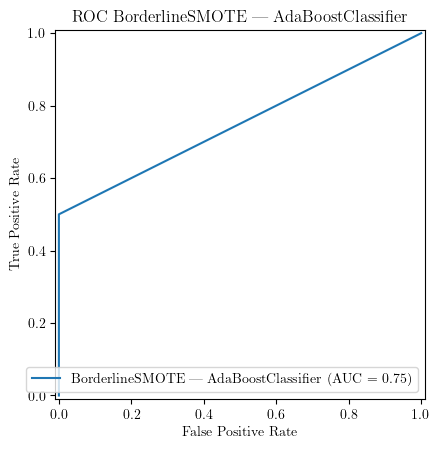 ROC BorderlineSMOTE — AdaBoostClassifier
1.0
0.8
0.6
0.4
0.2
0.0
True Positive Rate
BorderlineSMOTE — AdaBoostClassifier (AUC = 0.75)
0.0 0.2 0.4 0.6 0.8 1.0
False Positive Rate